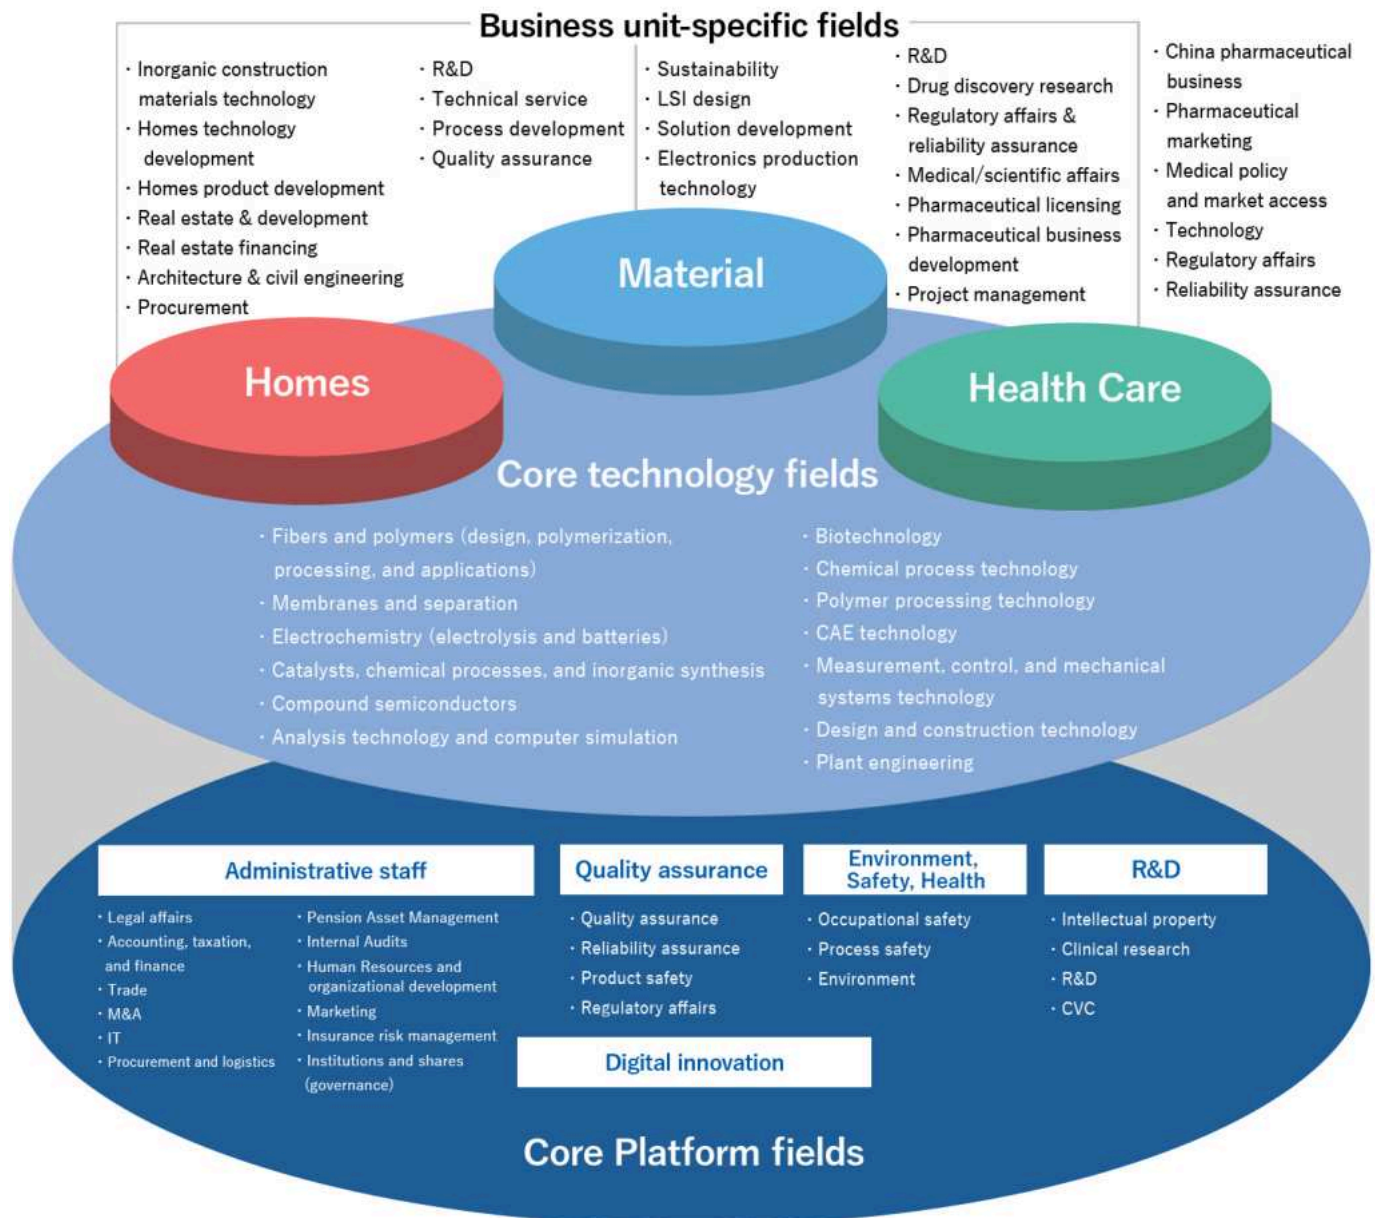 Business unit-specific fields
・Inorganic construction
materials technology
・Homes technology
development
・Homes product development
・Real estate & development
・Real estate financing
・Architecture & civil engineering
・Procurement
・R&D
・Technical service
・Process development
・Quality assurance
・Sustainability
・LSI design
・Solution development
・Electronics production
technology
・R&D
・Drug discovery research
・Regulatory affairs &
reliability assurance
・Medical/scientific affairs
・Pharmaceutical licensing
・Pharmaceutical business
development
・Project management
・China pharmaceutical
business
・Pharmaceutical
marketing
・Medical policy
and market access
・Technology
・Regulatory affairs
・Reliability assurance
Homes
Material
Health Care
Core technology fields
・Fibers and polymers (design, polymerization,
processing, and applications)
・Membranes and separation
・Electrochemistry (electrolysis and batteries)
・Catalysts, chemical processes, and inorganic synthesis
・Compound semiconductors
・Analysis technology and computer simulation
・Biotechnology
・Chemical process technology
・Polymer processing technology
・CAE technology
・Measurement, control, and mechanical
systems technology
・Design and construction technology
・Plant engineering
Administrative staff
・Legal affairs
・Accounting, taxation,
and finance
・Trade
・M&A
・IT
・Procurement and logistics
・Pension Asset Management
・Internal Audits
・Human Resources and
organizational development
・Marketing
・Insurance risk management
・Institutions and shares
(governance)
Quality assurance
・Quality assurance
・Reliability assurance
・Product safety
・Regulatory affairs
Environment,
Safety, Health
・Occupational safety
・Process safety
・Environment
R&D
・Intellectual property
・Clinical research
・R&D
・CVC
Digital innovation
Core Platform fields